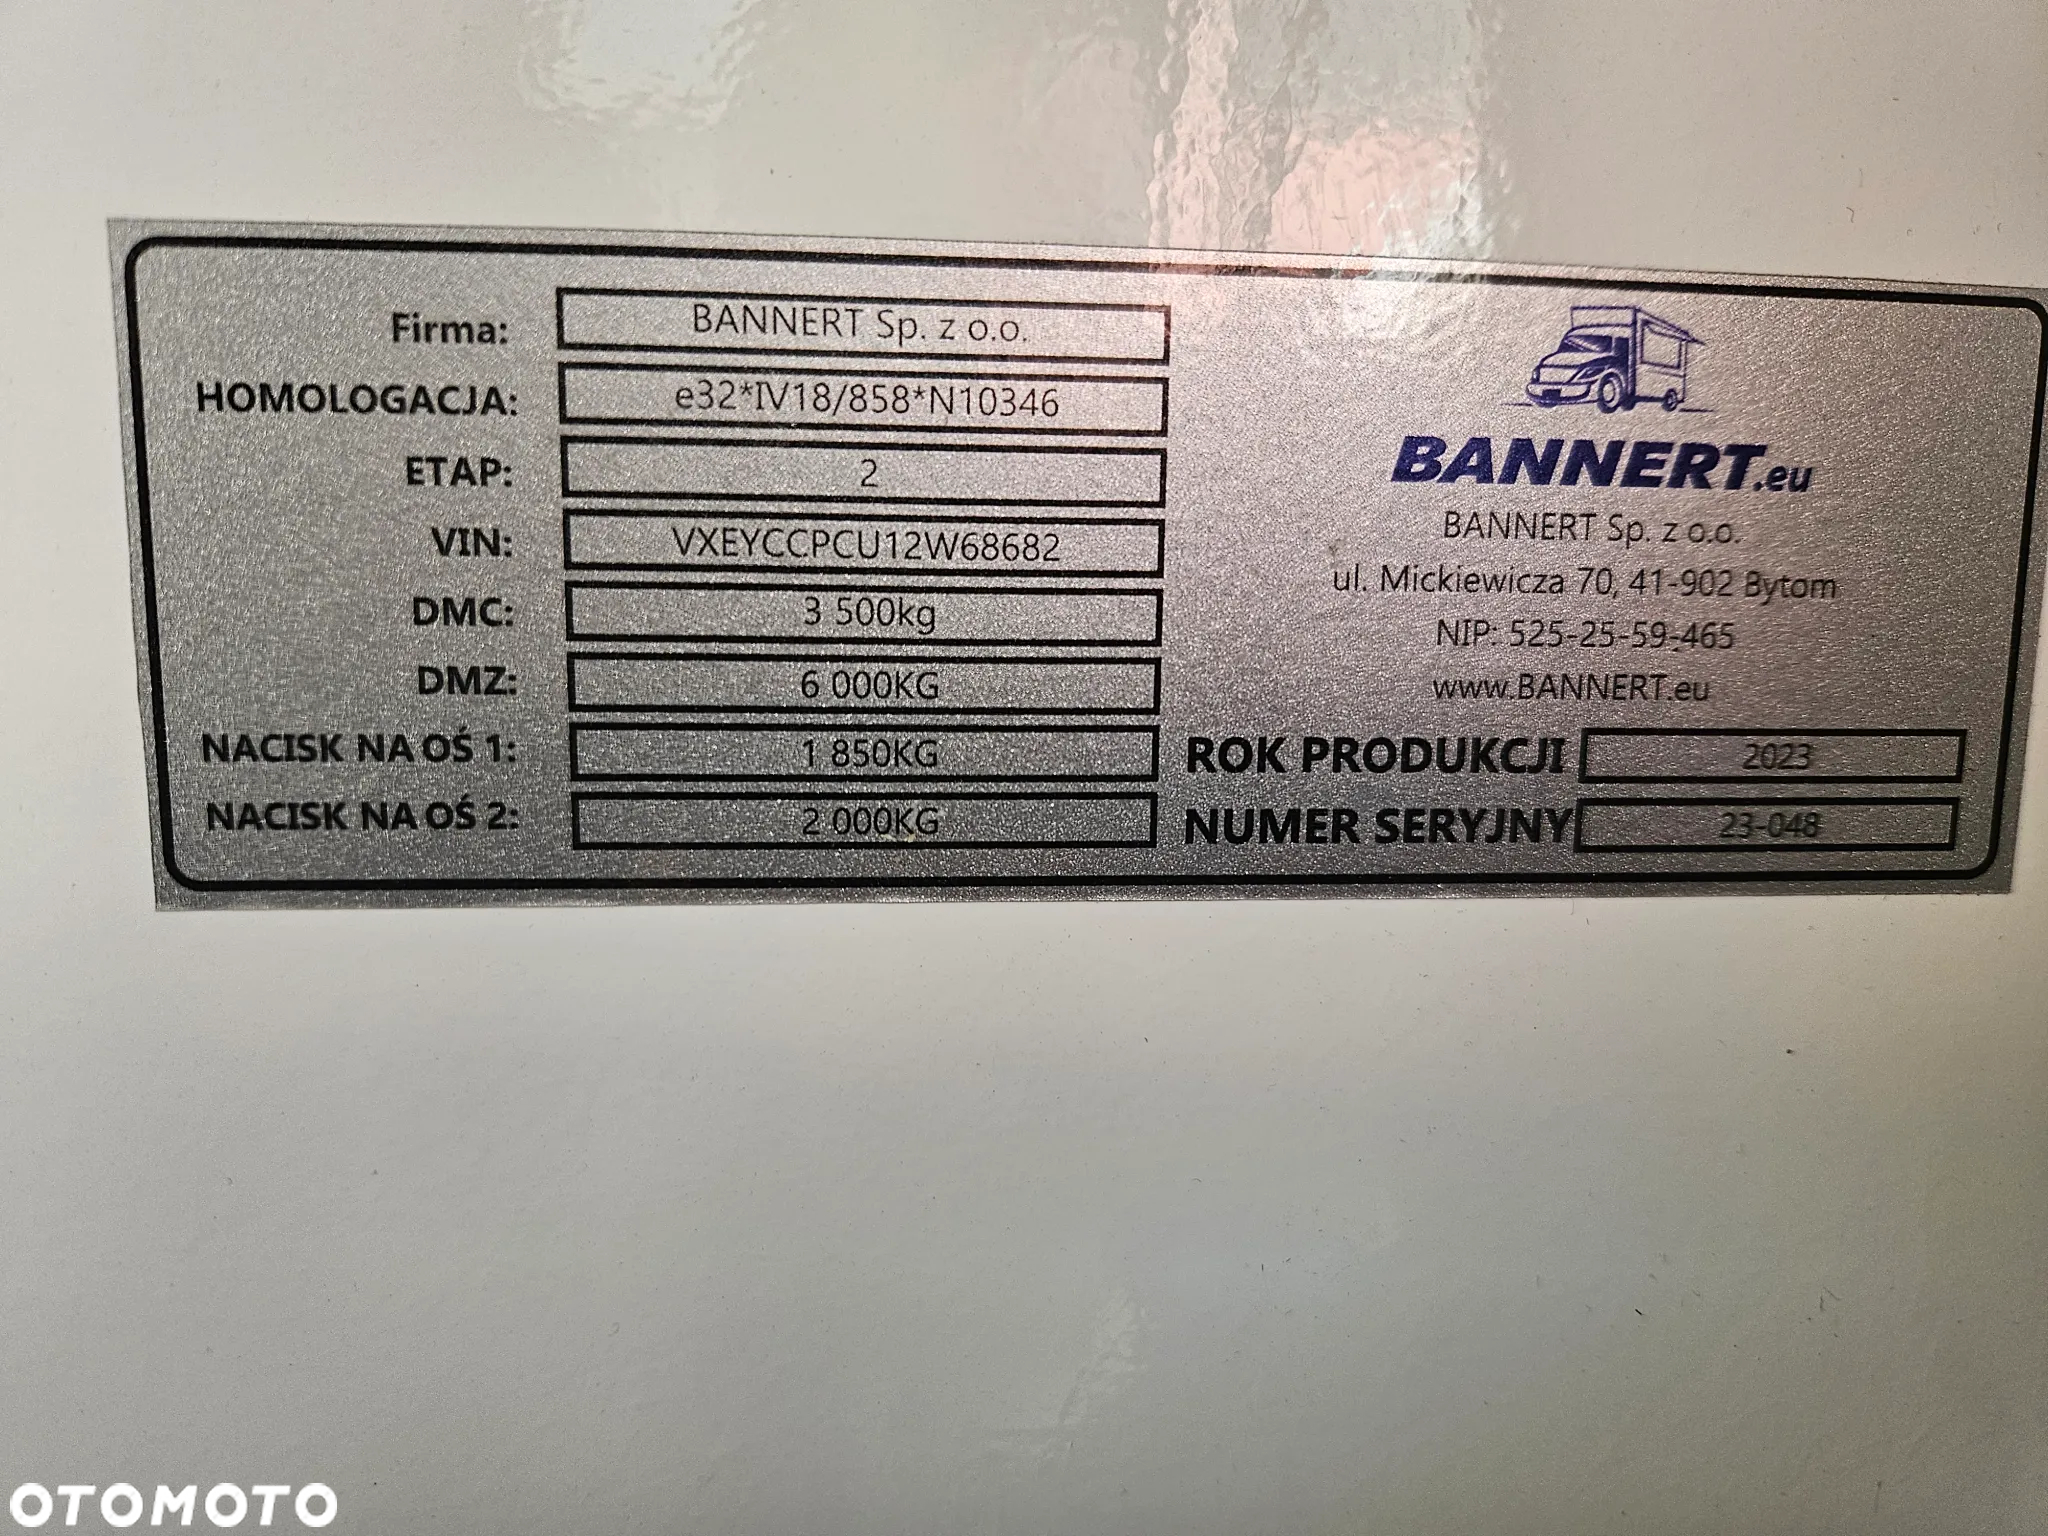 Firma: BANNERT Sp. z o.o.
HOMOLOGACJA: e32*IV18/858*N10346
ETAP: 2
VIN: VXEYCCPCU12W68682
DMC: 3 500kg
DMZ: 6 000KG
NACISK NA OŚ 1: 1 850KG
NACISK NA OŚ 2: 2 000KG
BANNERT.eu
BANNERT Sp. z o.o.
ul. Mickiewicza 70, 41-902 Bytom
NIP: 525-25-59-465
www.BANNERT.eu
ROK PRODUKCJI 2023
NUMER SERYJNY 23-048
OTOMOTO